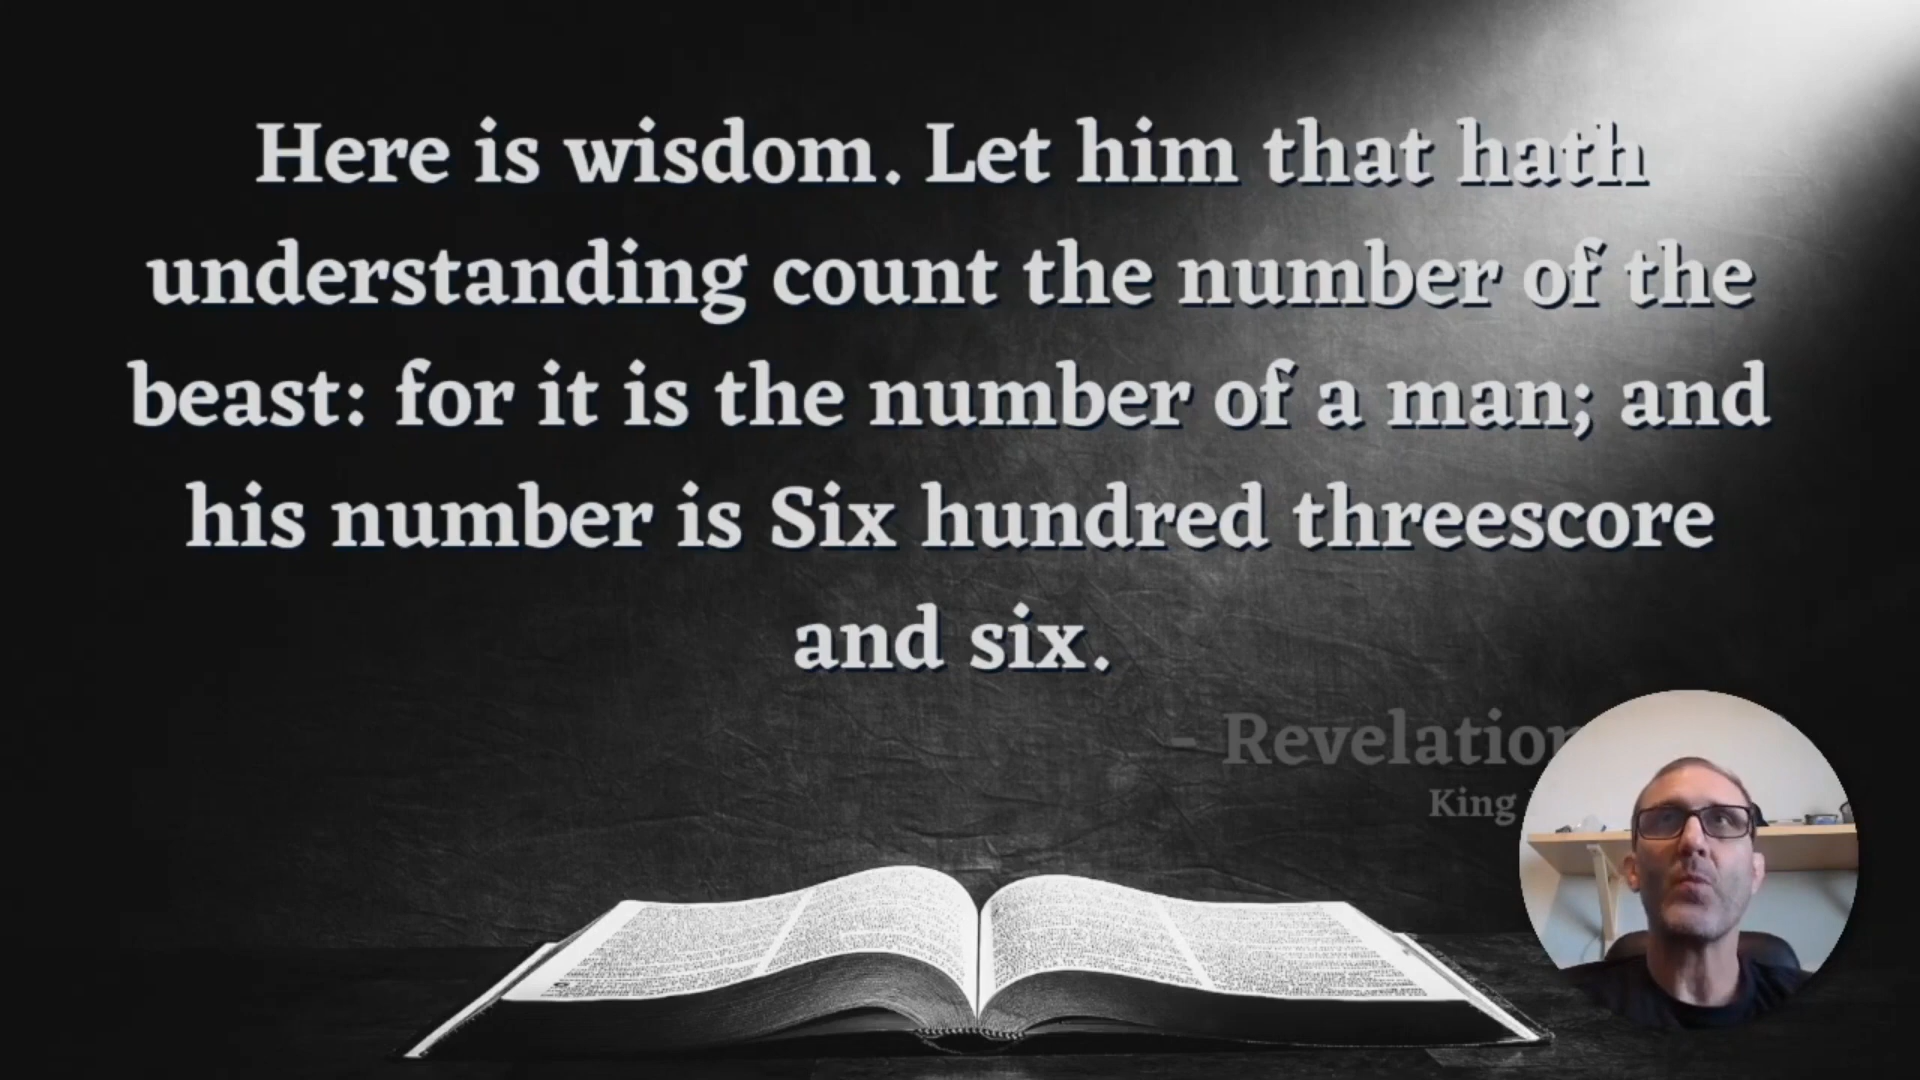 Here is wisdom. Let him that hath
understanding count the number of the
beast: for it is the number of a man; and
his number is Six hundred threescore
and six.
- Revelation
King